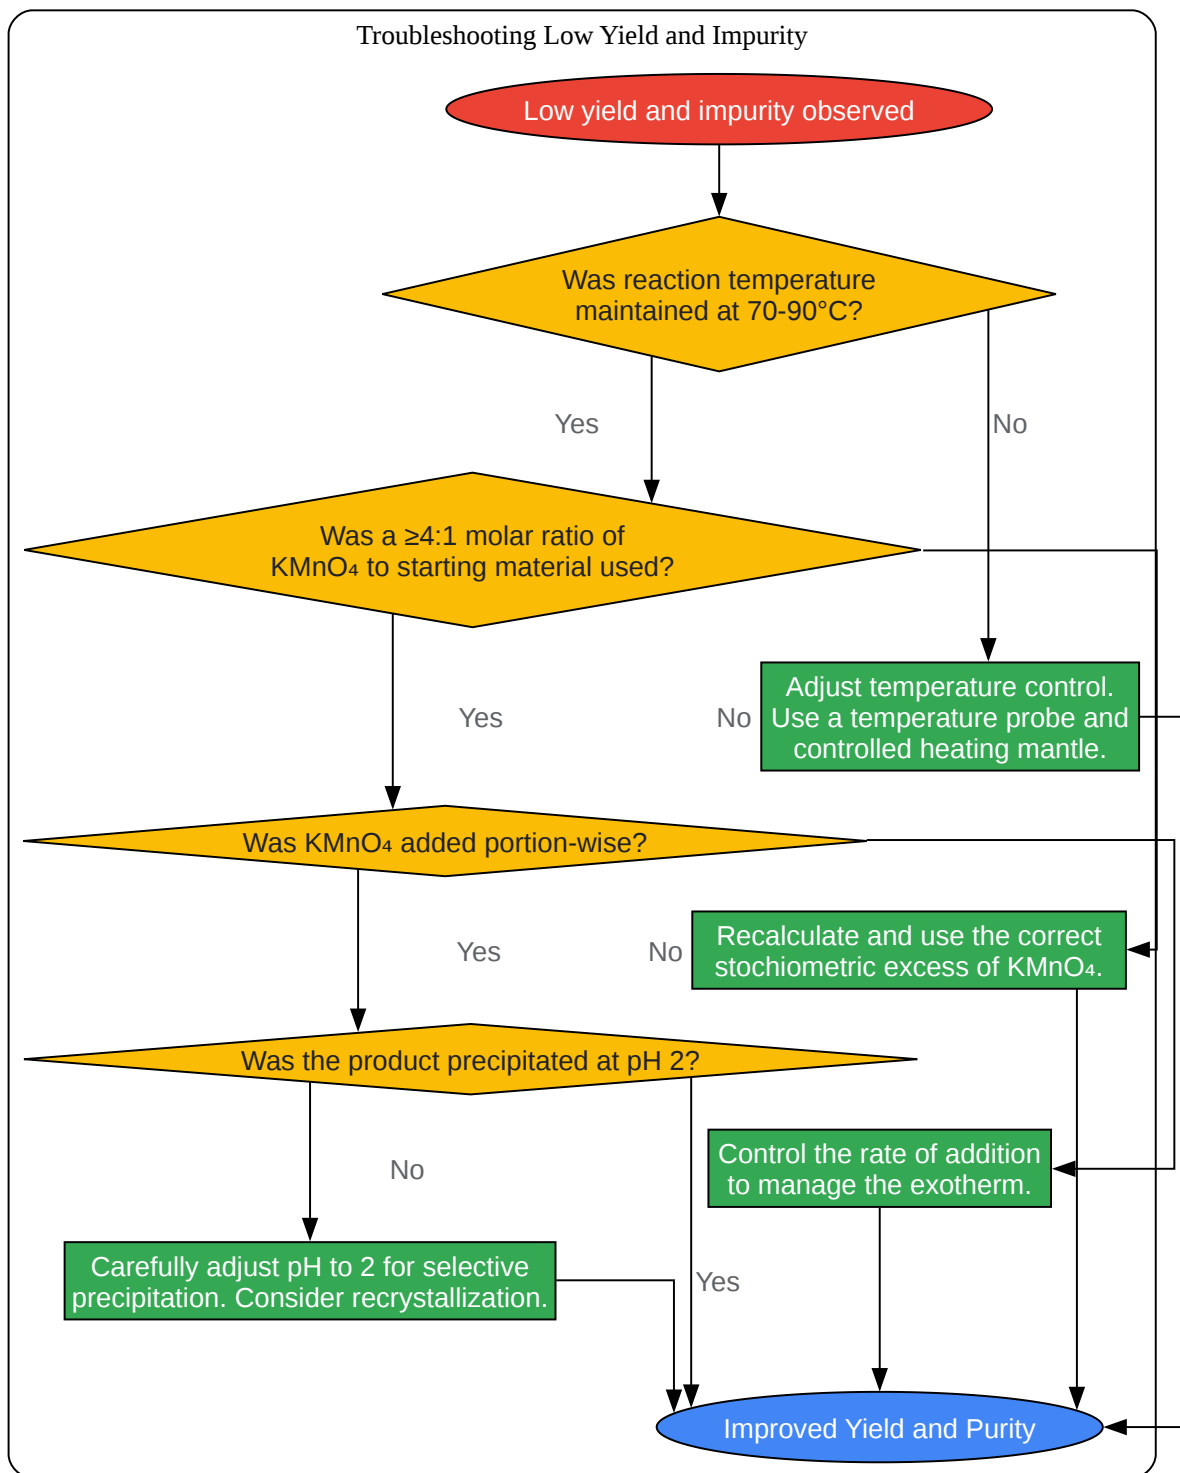 Troubleshooting Low Yield and Impurity
Low yield and impurity observed
Was reaction temperature
maintained at 70-90°C?
Yes
No
Was a ≥4:1 molar ratio of
KMnO₄ to starting material used?
Yes
No
Adjust temperature control.
Use a temperature probe and
controlled heating mantle.
Was KMnO₄ added portion-wise?
Yes
No
Recalculate and use the correct
stochiometric excess of KMnO₄.
Was the product precipitated at pH 2?
No
Control the rate of addition
to manage the exotherm.
Carefully adjust pH to 2 for selective
precipitation. Consider recrystallization.
Yes
Improved Yield and Purity